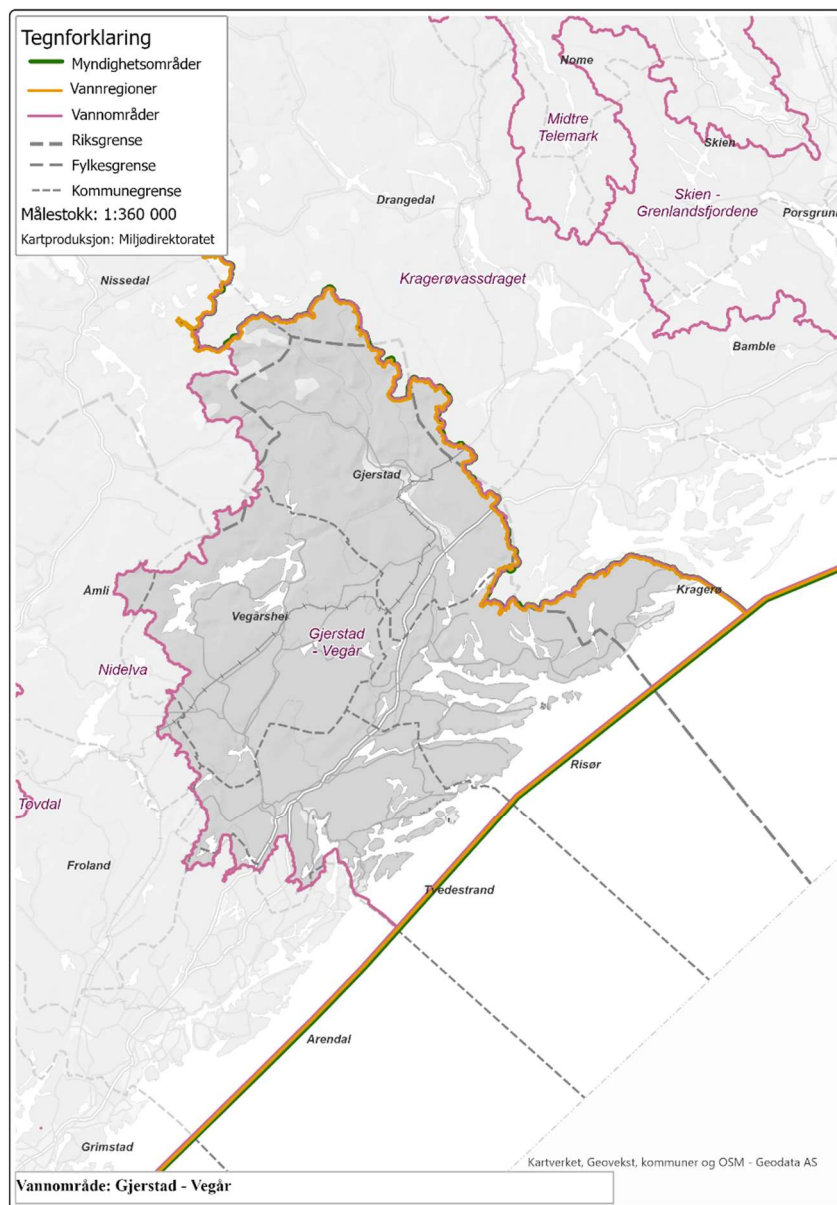 Tegnforklaring
Myndighetsområder
Vannregioner
Vannområder
Riksgrense
Fylkesgrense
Kommunegrense
Målestokk: 1:360 000
Kartproduksjon: Miljødirektoratet
Nome
Midtre
Telemark
Skien
Drangedal
Skien -
Grenlandsfjordene
Porsgrunn
Nissedal
Kragerøvassdraget
Bamble
Gjerstad
Åmli
Kragerø
Vegårshei
Gjerstad
- Vegår
Nidelva
Risør
Tovdal
Froland
Tvedestrand
Arendal
Grimstad
Kartverket, Geovekst, kommuner og OSM - Geodata AS
Vannområde: Gjerstad - Vegår